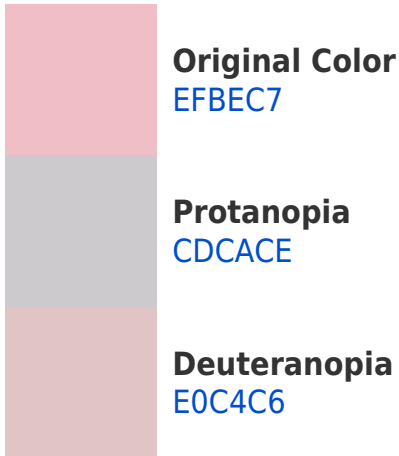 Original Color
EFBEC7
Protanopia
CDCACE
Deuteranopia
E0C4C6